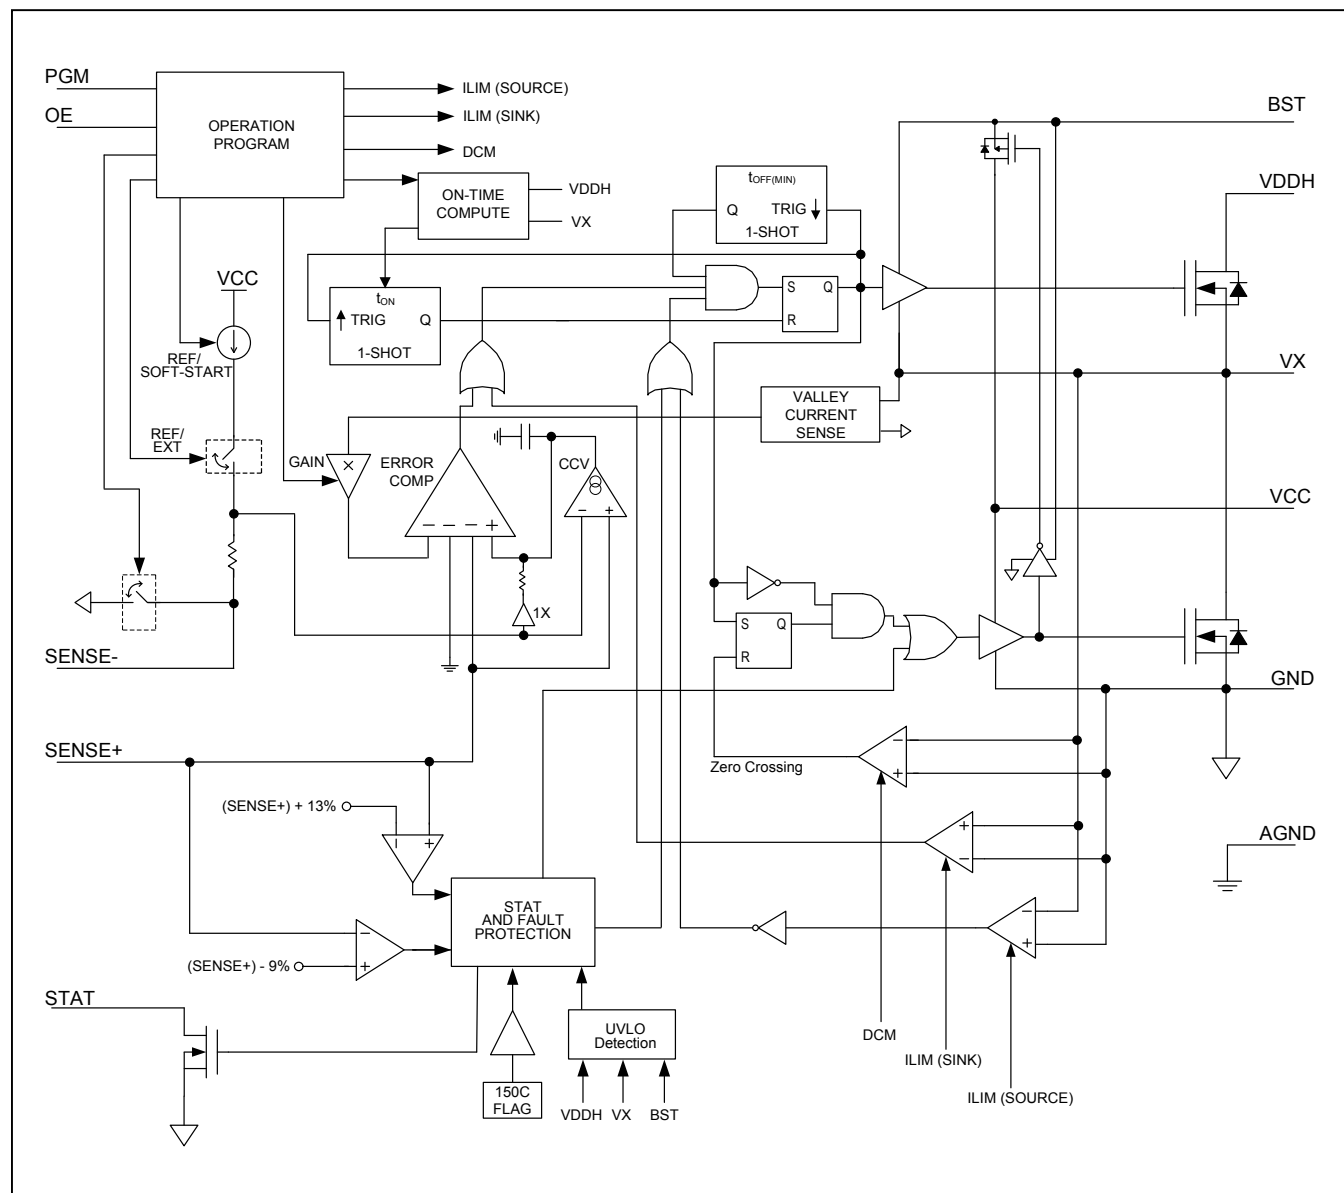 PGM
OE
OPERATION
PROGRAM
ILIM (SOURCE)
ILIM (SINK)
DCM
ON-TIME
COMPUTE
VDDH
VX
tOFF(MIN)
Q
TRIG
1-SHOT
BST
VDDH
VCC
REF/
SOFT-START
tON
TRIG
Q
1-SHOT
S
Q
R
VX
VALLEY
CURRENT
SENSE
REF/
EXT
GAIN
X
ERROR
COMP
CCV
− − − +
− +
VCC
1X
S
Q
R
SENSE-
GND
SENSE+
Zero Crossing
−
+
(SENSE+) + 13%
− +
+
−
AGND
STAT
AND FAULT
PROTECTION
−
+
(SENSE+) - 9%
−
+
STAT
UVLO
Detection
DCM
ILIM (SINK)
ILIM (SOURCE)
150C
FLAG
VDDH
VX
BST